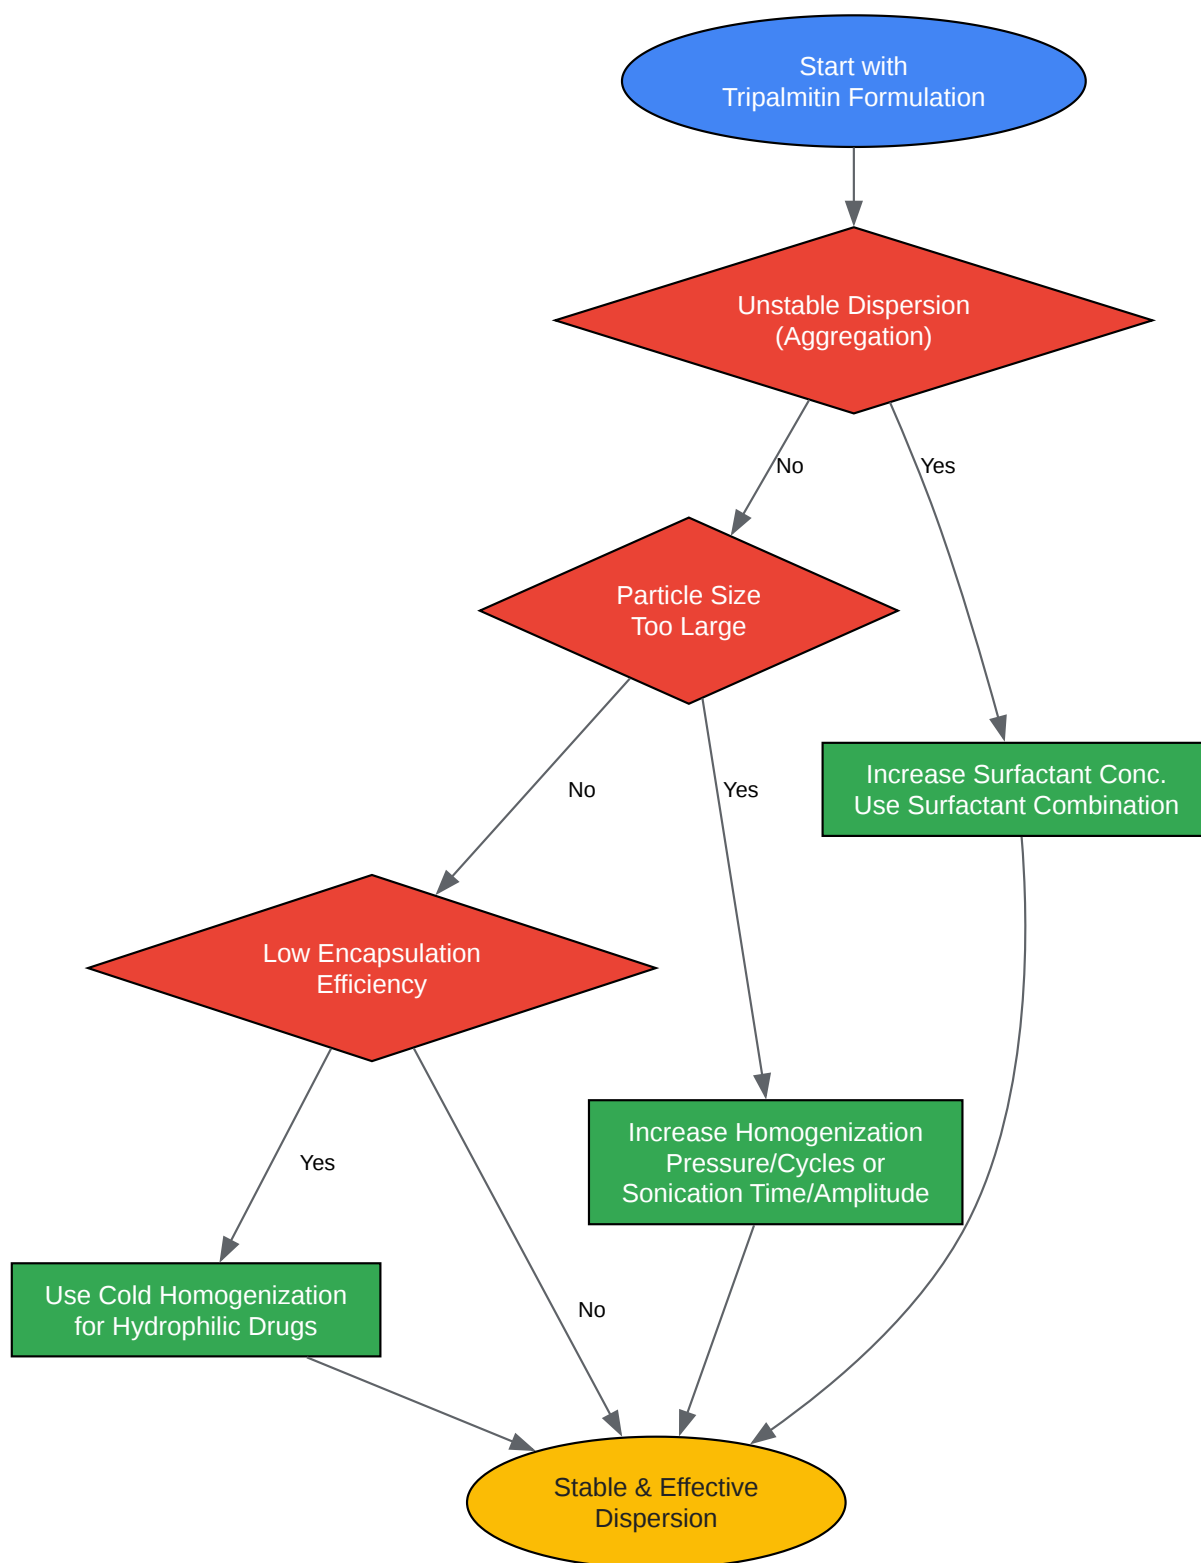 Start with
Tripalmitin Formulation
Unstable Dispersion
(Aggregation)
No
Yes
Particle Size
Too Large
No
Yes
Increase Surfactant Conc.
Use Surfactant Combination
Low Encapsulation
Efficiency
Yes
No
Increase Homogenization
Pressure/Cycles or
Sonication Time/Amplitude
Use Cold Homogenization
for Hydrophilic Drugs
Stable & Effective
Dispersion